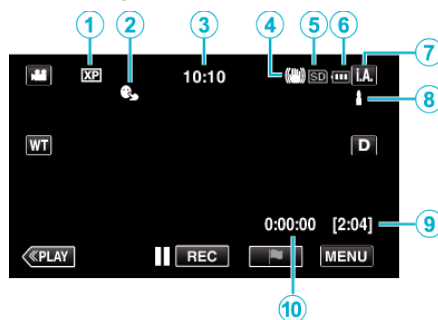 1 2 3 4 5 6 7
XP 10:10 SD i.A.
8
WT D
0:00:00 [2:04] 9
≪PLAY REC MENU
10